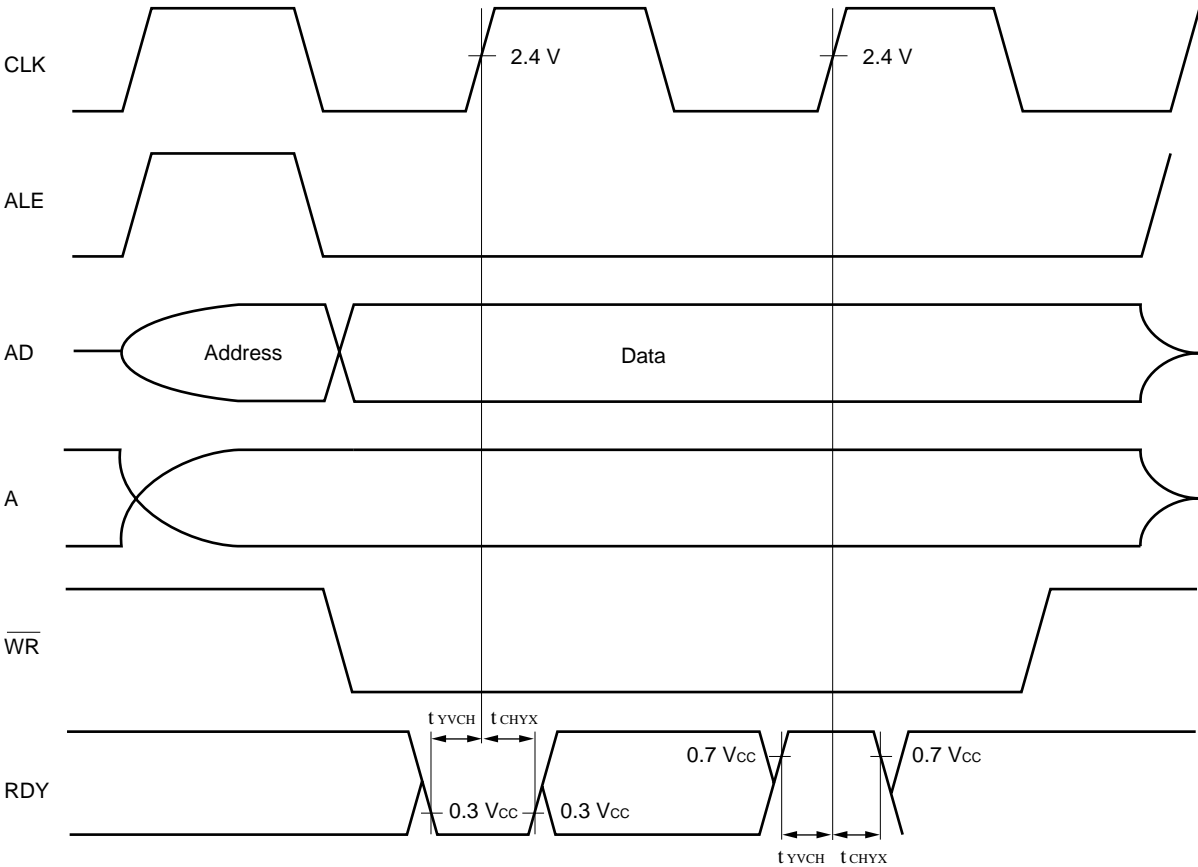 CLK
2.4 V
2.4 V
ALE
AD
Address
Data
A
WR
t YVCH
t CHYX
RDY
0.7 VCC
0.7 VCC
0.3 VCC
0.3 VCC
t YVCH
t CHYX